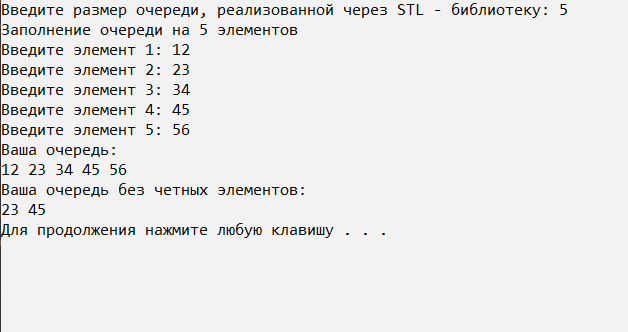 Введите размер очереди, реализованной через STL - библиотеку: 5
Заполнение очереди на 5 элементов
Введите элемент 1: 12
Введите элемент 2: 23
Введите элемент 3: 34
Введите элемент 4: 45
Введите элемент 5: 56
Ваша очередь:
12 23 34 45 56
Ваша очередь без четных элементов:
23 45
Для продолжения нажмите любую клавишу . . .